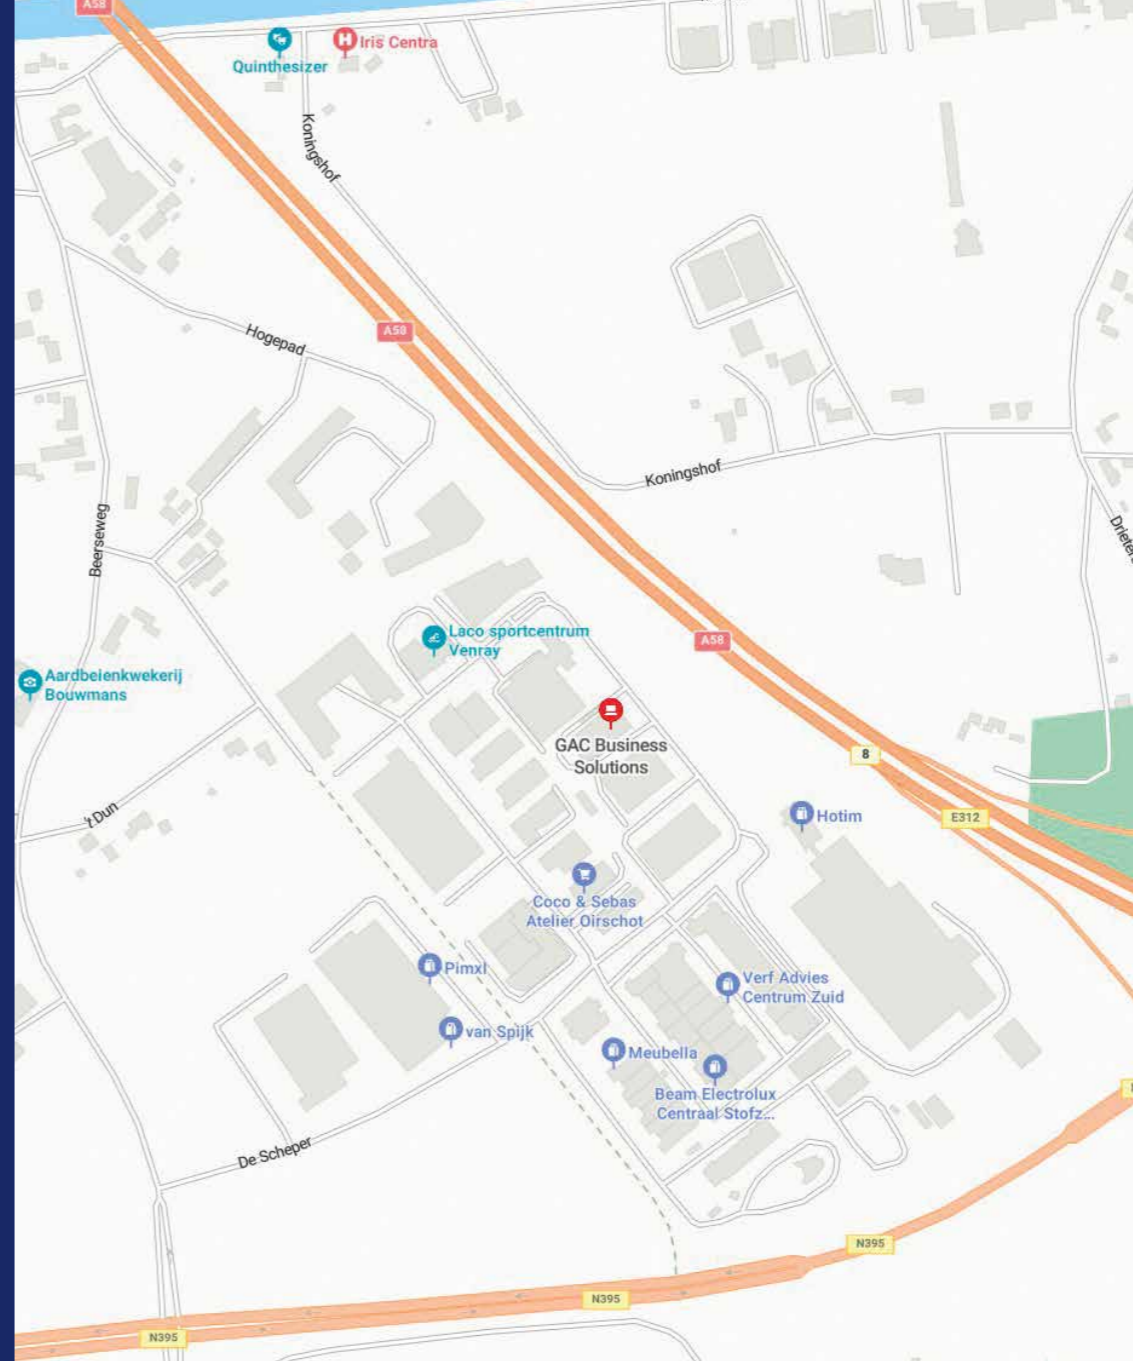 A58
Quinthesizer
Iris Centra
Koningshof
Hogepad
A58
Koningshof
Beerseweg
Laco sportcentrum
Venray
A58
Aardbeienkwekerij
Bouwmans
GAC Business
Solutions
8
't Dun
Hotim
E312
Coco & Sebas
Atelier Oirschot
Pimxl
Verf Advies
Centrum Zuid
van Spijk
Meubella
Beam Electrolux
Centraal Stofz...
De Scheper
N395
N395
N395